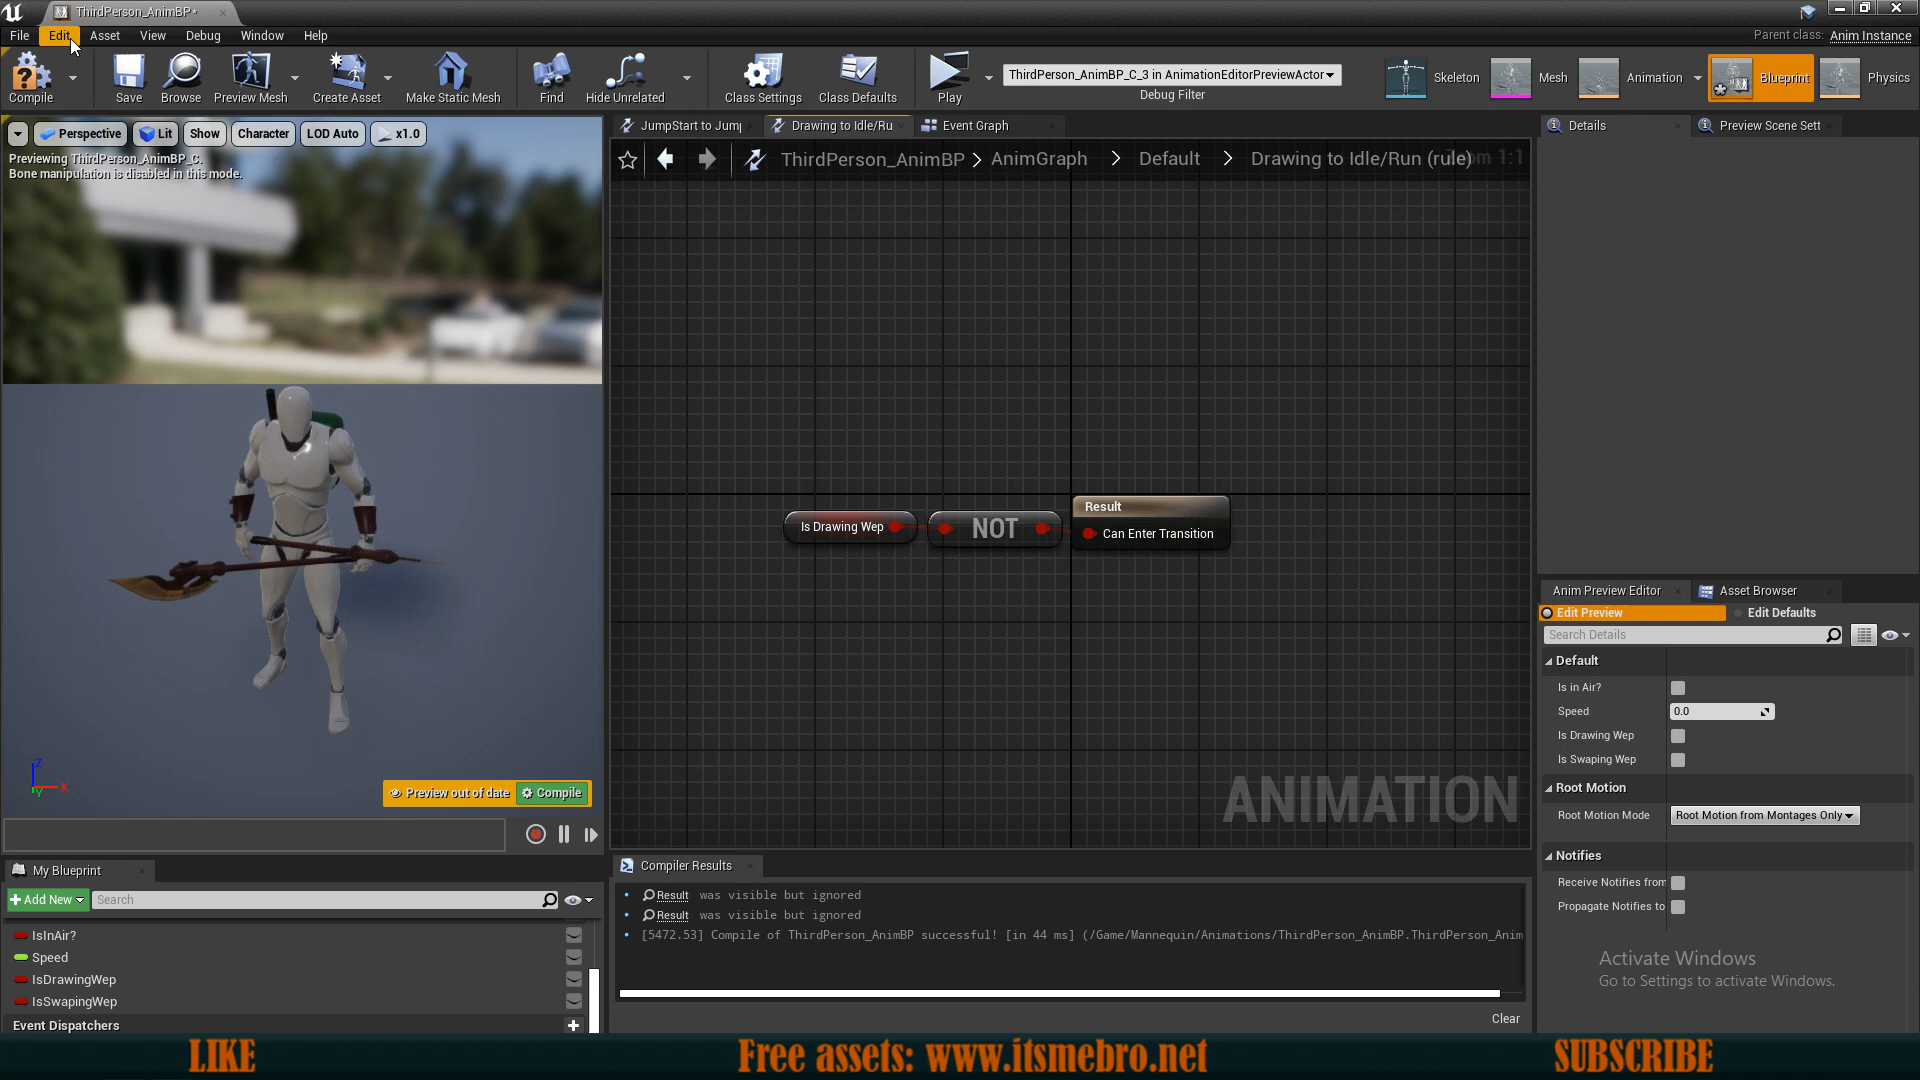 ThirdPerson_AnimBP*
File Edit Asset View Debug Window Help
Parent class: Anim Instance
Compile
Save
Browse
Preview Mesh
Create Asset
Make Static Mesh
Find
Hide Unrelated
Class Settings
Class Defaults
Play
ThirdPerson_AnimBP_C_3 in AnimationEditorPreviewActor
Debug Filter
Skeleton
Mesh
Animation
Blueprint
Physics
Perspective Lit Show Character LOD Auto x1.0
Previewing ThirdPerson_AnimBP_C.
Bone manipulation is disabled in this mode.
Z
X
Y
Preview out of date Compile
JumpStart to Jump
Drawing to Idle/Ru
Event Graph
ThirdPerson_AnimBP > AnimGraph > Default > Drawing to Idle/Run (rule)
1:1
Is Drawing Wep
NOT
Result
Can Enter Transition
ANIMATION
Details
Preview Scene Sett
Anim Preview Editor
Asset Browser
Edit Preview
Edit Defaults
Search Details
Default
Is in Air?
Speed 0.0
Is Drawing Wep
Is Swaping Wep
Root Motion
Root Motion Mode Root Motion from Montages Only
Notifies
Receive Notifies from
Propagate Notifies to
Activate Windows
Go to Settings to activate Windows.
My Blueprint
+ Add New Search
IsInAir?
Speed
IsDrawingWep
IsSwapingWep
Event Dispatchers
Compiler Results
Result was visible but ignored
Result was visible but ignored
[5472.53] Compile of ThirdPerson_AnimBP successful! [in 44 ms] (/Game/Mannequin/Animations/ThirdPerson_AnimBP.ThirdPerson_Anim
Clear
LIKE
Free assets: www.itsmebro.net
SUBSCRIBE